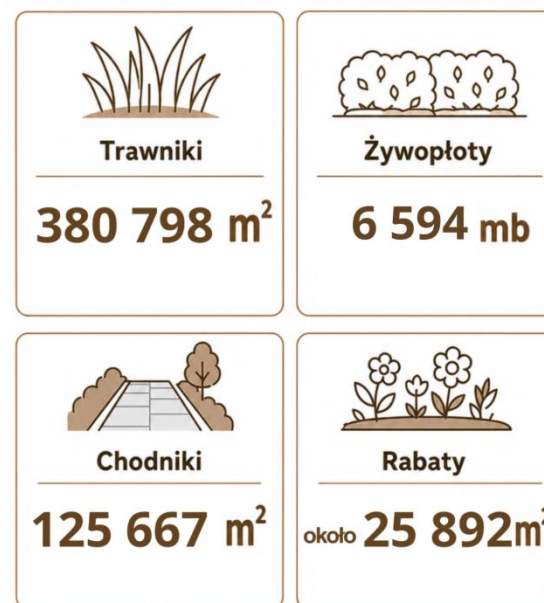 Trawniki
380 798 m²
Żywopłoty
6 594 mb
Chodniki
125 667 m²
Rabaty
około 25 892m²